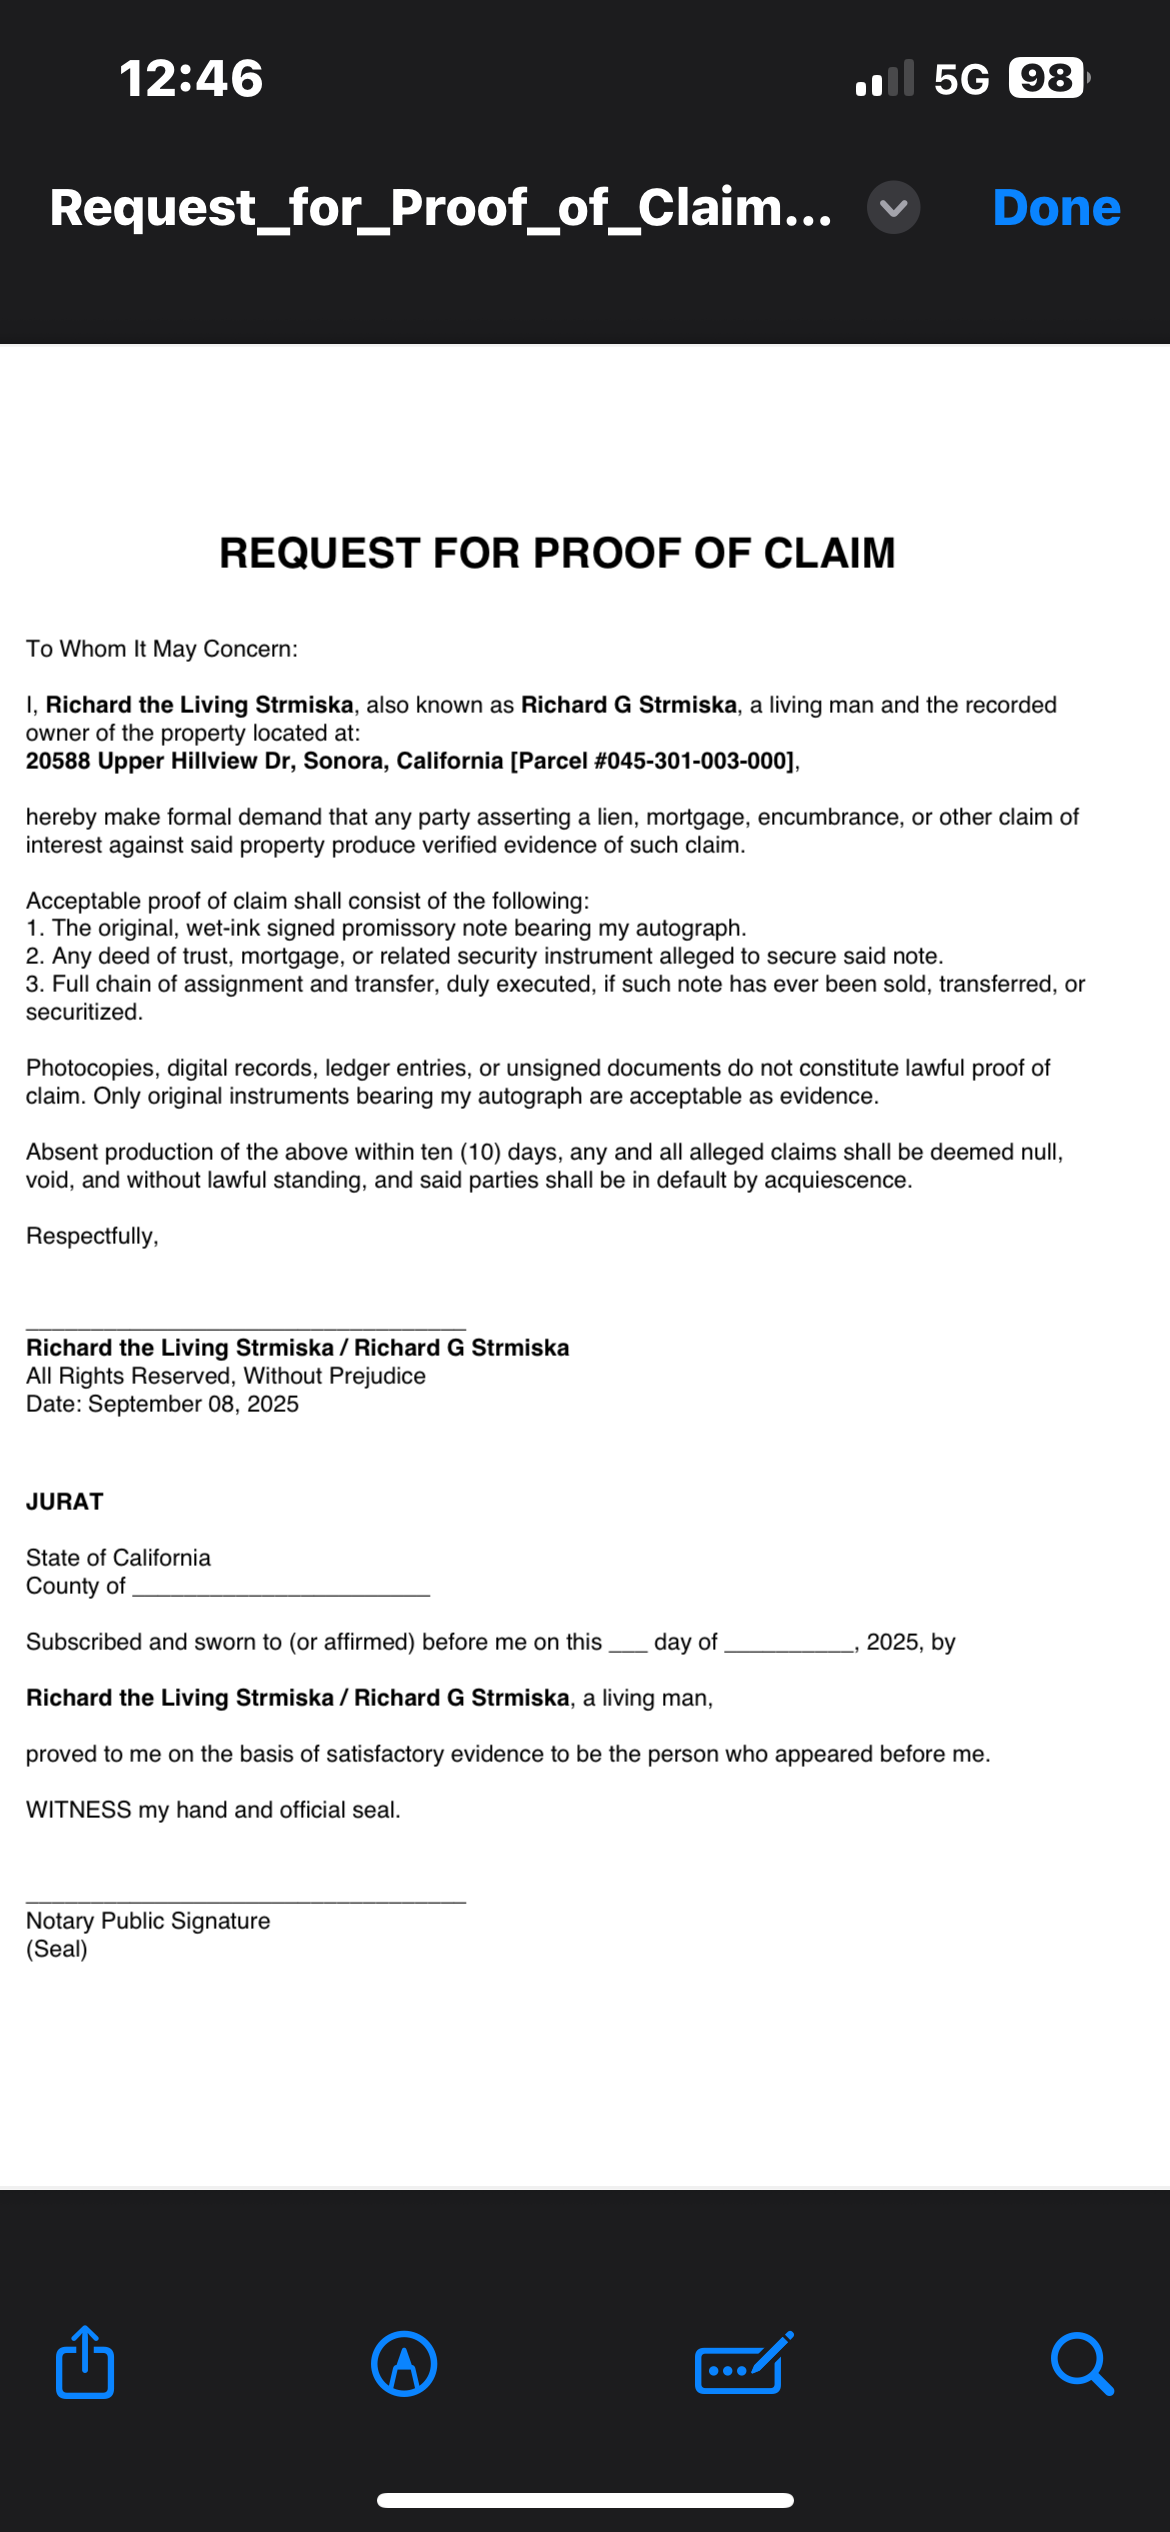 12:46
5G 98
Request_for_Proof_of_Claim...
Done
REQUEST FOR PROOF OF CLAIM
To Whom It May Concern:
I, Richard the Living Strmiska, also known as Richard G Strmiska, a living man and the recorded
owner of the property located at:
20588 Upper Hillview Dr, Sonora, California [Parcel #045-301-003-000],
hereby make formal demand that any party asserting a lien, mortgage, encumbrance, or other claim of
interest against said property produce verified evidence of such claim.
Acceptable proof of claim shall consist of the following:
1. The original, wet-ink signed promissory note bearing my autograph.
2. Any deed of trust, mortgage, or related security instrument alleged to secure said note.
3. Full chain of assignment and transfer, duly executed, if such note has ever been sold, transferred, or
securitized.
Photocopies, digital records, ledger entries, or unsigned documents do not constitute lawful proof of
claim. Only original instruments bearing my autograph are acceptable as evidence.
Absent production of the above within ten (10) days, any and all alleged claims shall be deemed null,
void, and without lawful standing, and said parties shall be in default by acquiescence.
Respectfully,
__________________________________
Richard the Living Strmiska / Richard G Strmiska
All Rights Reserved, Without Prejudice
Date: September 08, 2025
JURAT
State of California
County of _______________________
Subscribed and sworn to (or affirmed) before me on this ___ day of __________, 2025, by
Richard the Living Strmiska / Richard G Strmiska, a living man,
proved to me on the basis of satisfactory evidence to be the person who appeared before me.
WITNESS my hand and official seal.
__________________________________
Notary Public Signature
(Seal)